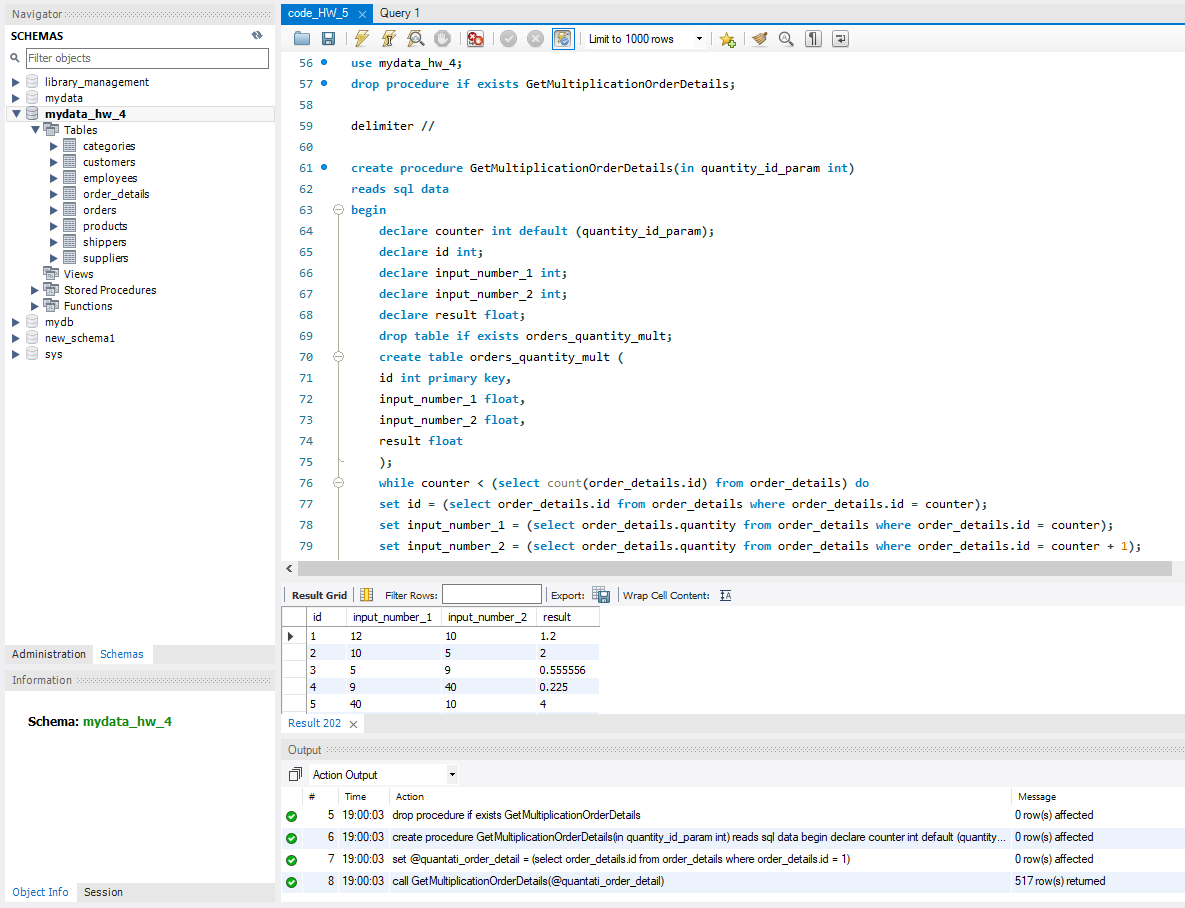 Navigator
SCHEMAS
Filter objects
library_management
mydata
mydata_hw_4
Tables
categories
customers
employees
order_details
orders
products
shippers
suppliers
Views
Stored Procedures
Functions
mydb
new_schema1
sys
Administration Schemas
Information
Schema: mydata_hw_4
Object Info Session
code_HW_5 Query 1
Limit to 1000 rows
56 use mydata_hw_4;
57 drop procedure if exists GetMultiplicationOrderDetails;
58
59 delimiter //
60
61 create procedure GetMultiplicationOrderDetails(in quantity_id_param int)
62 reads sql data
63 begin
64 declare counter int default (quantity_id_param);
65 declare id int;
66 declare input_number_1 int;
67 declare input_number_2 int;
68 declare result float;
69 drop table if exists orders_quantity_mult;
70 create table orders_quantity_mult (
71 id int primary key,
72 input_number_1 float,
73 input_number_2 float,
74 result float
75 );
76 while counter < (select count(order_details.id) from order_details) do
77 set id = (select order_details.id from order_details where order_details.id = counter);
78 set input_number_1 = (select order_details.quantity from order_details where order_details.id = counter);
79 set input_number_2 = (select order_details.quantity from order_details where order_details.id = counter + 1);
Result Grid Filter Rows: Export: Wrap Cell Content:
id input_number_1 input_number_2 result
1 12 10 1.2
2 10 5 2
3 5 9 0.555556
4 9 40 0.225
5 40 10 4
Result 202
Output
Action Output
# Time Action Message
5 19:00:03 drop procedure if exists GetMultiplicationOrderDetails 0 row(s) affected
6 19:00:03 create procedure GetMultiplicationOrderDetails(in quantity_id_param int) reads sql data begin declare counter int default (quantity... 0 row(s) affected
7 19:00:03 set @quantati_order_detail = (select order_details.id from order_details where order_details.id = 1) 0 row(s) affected
8 19:00:03 call GetMultiplicationOrderDetails(@quantati_order_detail) 517 row(s) returned